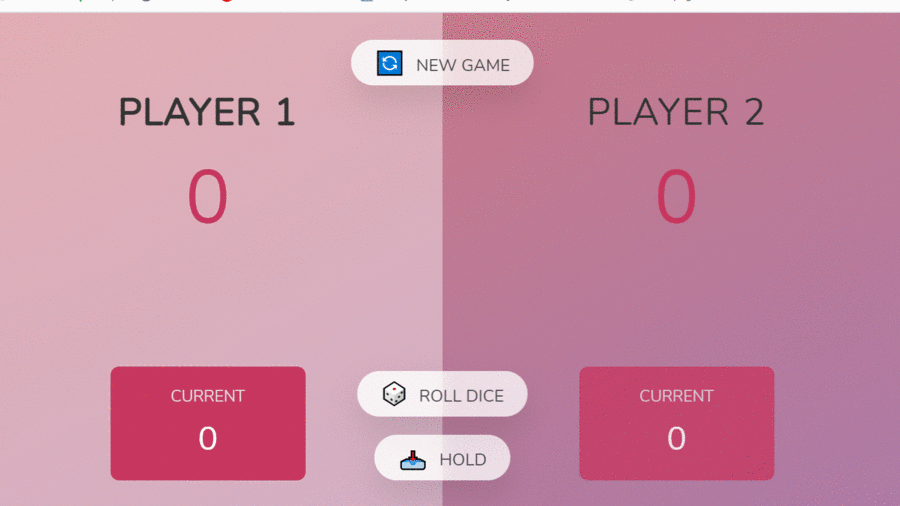 NEW GAME
PLAYER 1
PLAYER 2
0
0
CURRENT
0
ROLL DICE
HOLD
CURRENT
0